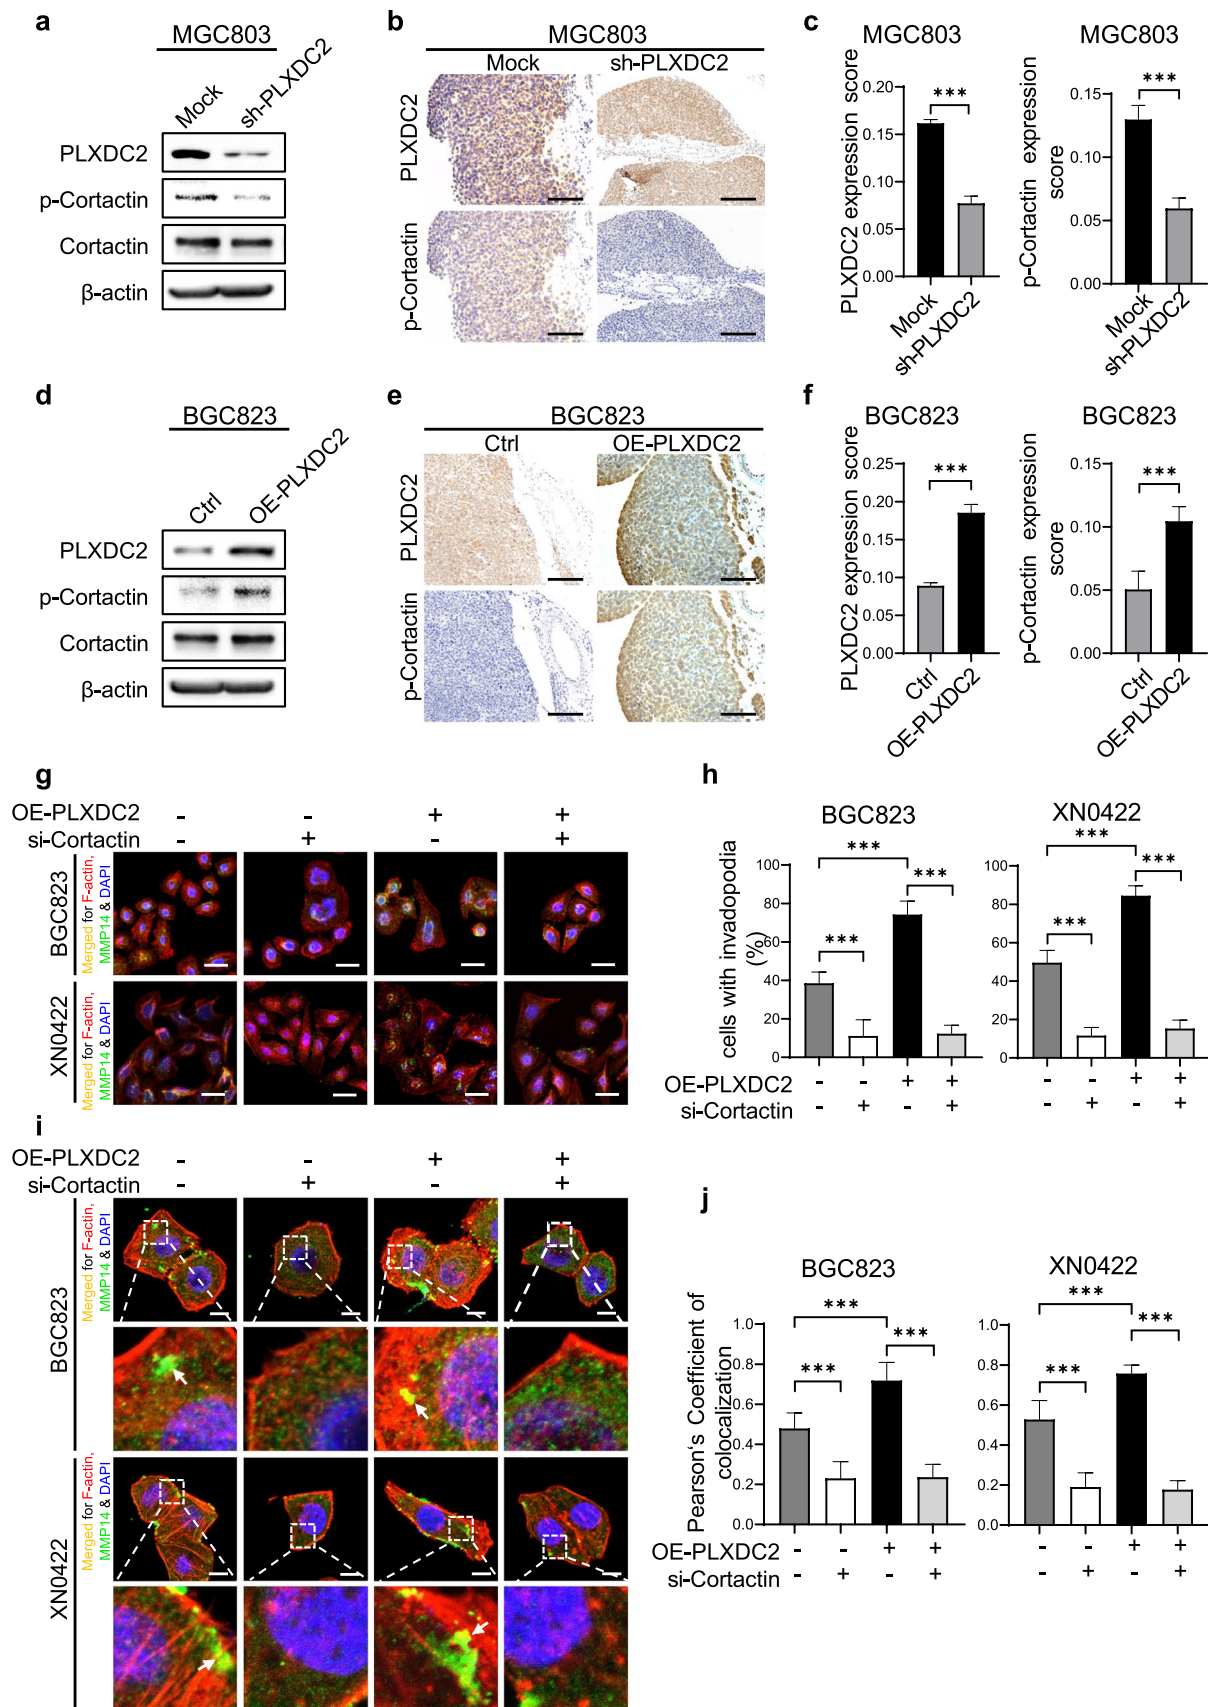 a
MGC803
Mock
sh-PLXDC2
PLXDC2
p-Cortactin
Cortactin
β-actin
b
MGC803
Mock
sh-PLXDC2
PLXDC2
p-Cortactin
c
MGC803
PLXDC2 expression score
0.20
0.15
0.10
0.05
0.00
***
Mock
sh-PLXDC2
MGC803
p-Cortactin expression
score
0.15
0.10
0.05
0.00
***
Mock
sh-PLXDC2
d
BGC823
Ctrl
OE-PLXDC2
PLXDC2
p-Cortactin
Cortactin
β-actin
e
BGC823
Ctrl
OE-PLXDC2
PLXDC2
p-Cortactin
f
BGC823
PLXDC2 expression score
0.25
0.20
0.15
0.10
0.05
0.00
***
Ctrl
OE-PLXDC2
BGC823
p-Cortactin expression
score
0.15
0.10
0.05
0.00
***
Ctrl
OE-PLXDC2
g
OE-PLXDC2 - - + +
si-Cortactin - + - +
BGC823
Merged for F-actin,
MMP14 & DAPI
XN0422
Merged for F-actin,
MMP14 & DAPI
h
BGC823
cells with invadopodia
(%)
100
80
60
40
20
0
***
***
***
OE-PLXDC2 - - + +
si-Cortactin - + - +
XN0422
100
80
60
40
20
0
***
***
***
- - + +
- + - +
i
OE-PLXDC2 - - + +
si-Cortactin - + - +
BGC823
Merged for F-actin,
MMP14 & DAPI
XN0422
Merged for F-actin,
MMP14 & DAPI
j
BGC823
Pearson's Coefficient of
colocalization
1.0
0.8
0.6
0.4
0.2
0.0
***
***
***
OE-PLXDC2 - - + +
si-Cortactin - + - +
XN0422
1.0
0.8
0.6
0.4
0.2
0.0
***
***
***
- - + +
- + - +